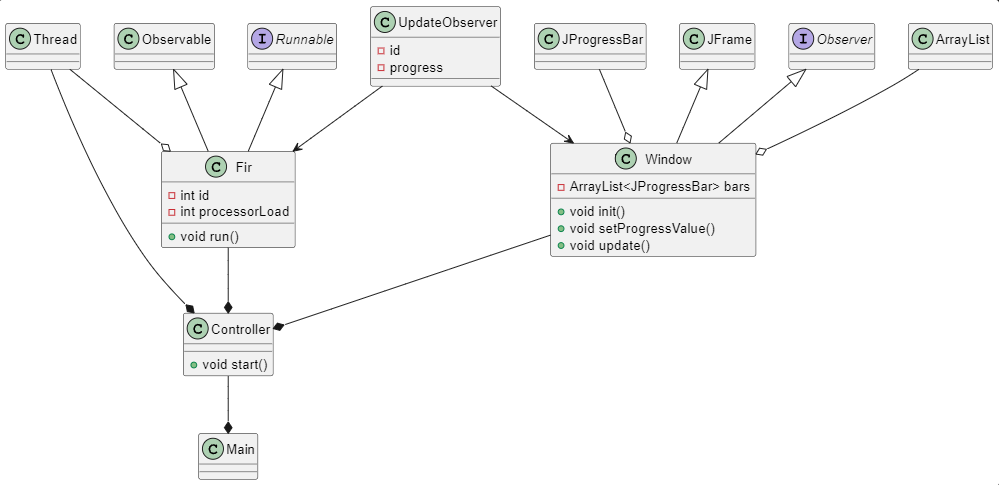 C Thread
C Observable
I Runnable
C UpdateObserver
id
progress
C JProgressBar
C JFrame
I Observer
C ArrayList
C Fir
int id
int processorLoad
void run()
C Window
ArrayList<JProgressBar> bars
void init()
void setProgressValue()
void update()
C Controller
void start()
C Main